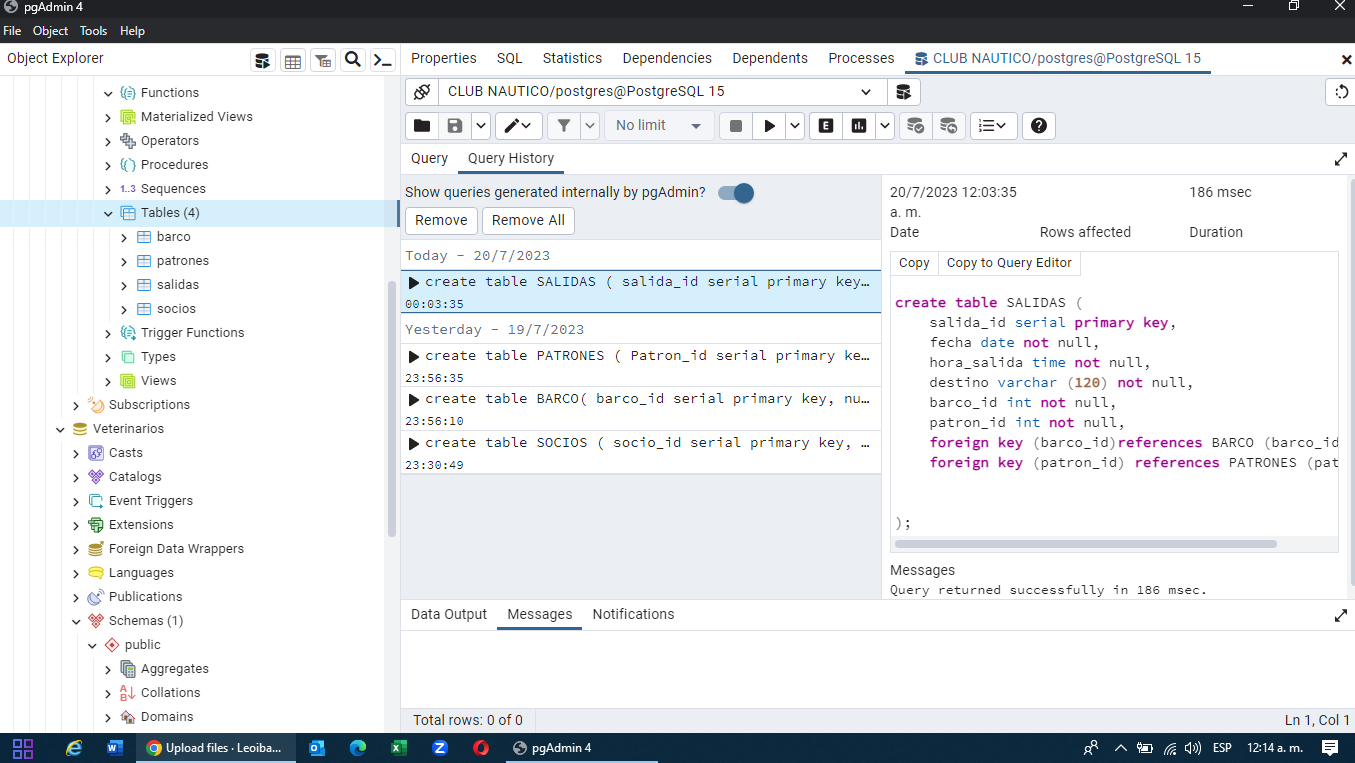 pgAdmin 4
File Object Tools Help
Object Explorer
Functions
Materialized Views
Operators
Procedures
1..3 Sequences
Tables (4)
barco
patrones
salidas
socios
Trigger Functions
Types
Views
Subscriptions
Veterinarios
Casts
Catalogs
Event Triggers
Extensions
Foreign Data Wrappers
Languages
Publications
Schemas (1)
public
Aggregates
Collations
Domains
Properties SQL Statistics Dependencies Dependents Processes CLUB NAUTICO/postgres@PostgreSQL 15
CLUB NAUTICO/postgres@PostgreSQL 15
No limit
E
Query Query History
Show queries generated internally by pgAdmin?
Remove Remove All
Today - 20/7/2023
create table SALIDAS ( salida_id serial primary key…
00:03:35
Yesterday - 19/7/2023
create table PATRONES ( Patron_id serial primary ke…
23:56:35
create table BARCO( barco_id serial primary key, nu…
23:56:10
create table SOCIOS ( socio_id serial primary key, …
23:30:49
20/7/2023 12:03:35 186 msec
a. m.
Date Rows affected Duration
Copy Copy to Query Editor
create table SALIDAS (
salida_id serial primary key,
fecha date not null,
hora_salida time not null,
destino varchar (120) not null,
barco_id int not null,
patron_id int not null,
foreign key (barco_id)references BARCO (barco_id
foreign key (patron_id) references PATRONES (pat
);
Messages
Query returned successfully in 186 msec.
Data Output Messages Notifications
Total rows: 0 of 0 Ln 1, Col 1
Upload files · Leoiba... pgAdmin 4 ESP 12:14 a. m.